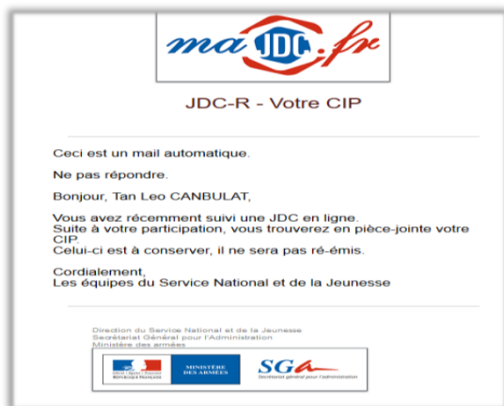 ma JDC.fr
JDC-R - Votre CIP
Ceci est un mail automatique.
Ne pas répondre.
Bonjour, Tan Leo CANBULAT,
Vous avez récemment suivi une JDC en ligne.
Suite à votre participation, vous trouverez en pièce-jointe votre
CIP.
Celui-ci est à conserver, il ne sera pas ré-émis.
Cordialement,
Les équipes du Service National et de la Jeunesse
Direction du Service National et de la Jeunesse
Secrétariat Général pour l'Administration
Ministère des armées
RÉPUBLIQUE FRANÇAISE
MINISTÈRE
DES ARMÉES
SGA
Secrétariat général pour l'administration